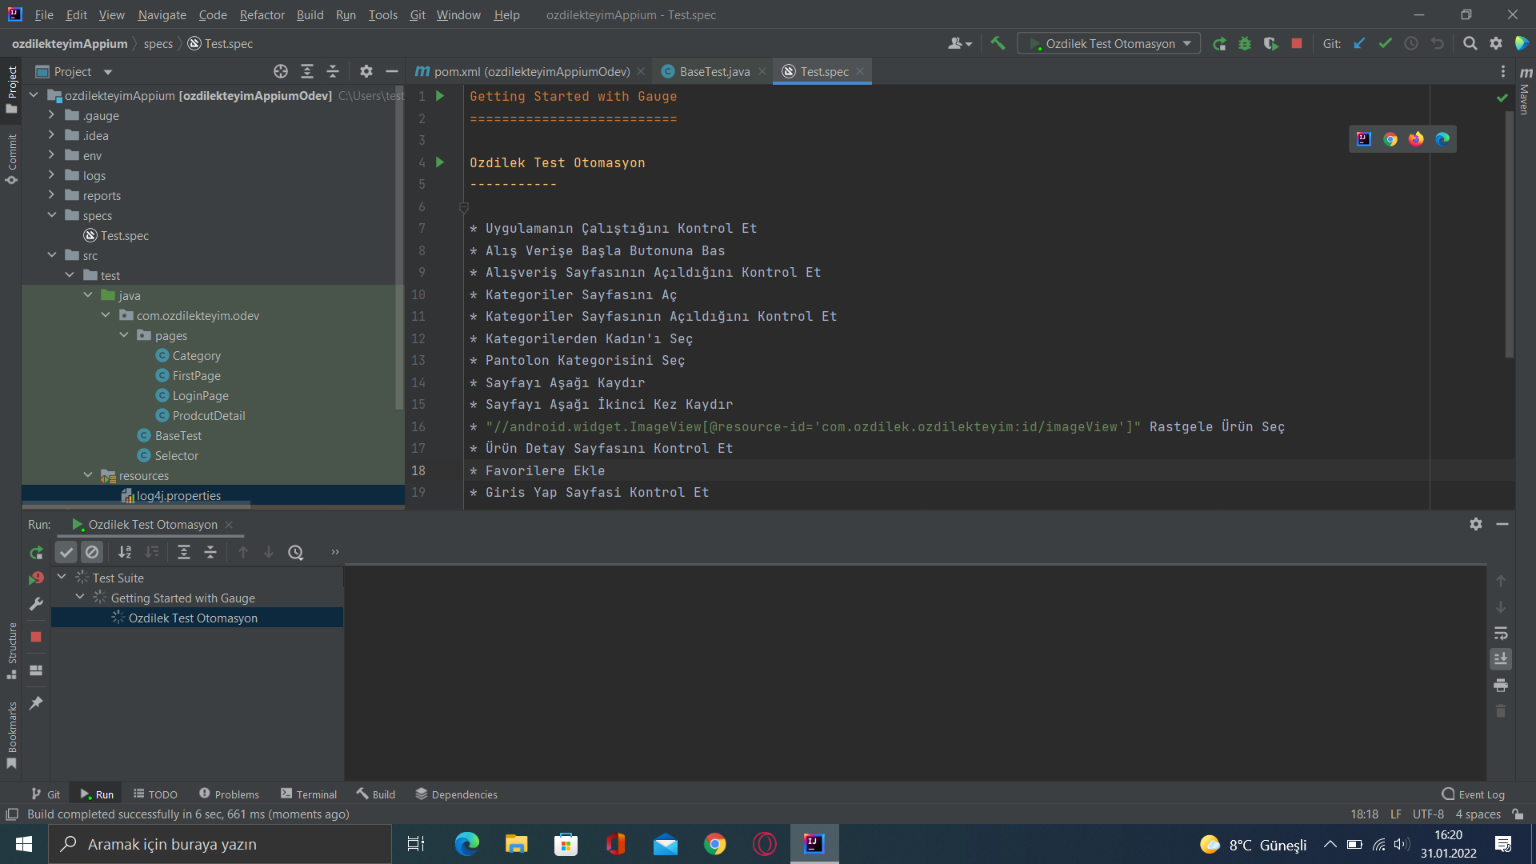 File Edit View Navigate Code Refactor Build Run Tools Git Window Help ozdilekteyimAppium - Test.spec
ozdilekteyimAppium specs Test.spec
Ozdilek Test Otomasyon Git:
Project
pom.xml (ozdilekteyimAppiumOdev) BaseTest.java Test.spec
Project
Commit
Structure
Bookmarks
Maven
ozdilekteyimAppium [ozdilekteyimAppiumOdev] C:\Users\test
.gauge
.idea
env
logs
reports
specs
Test.spec
src
test
java
com.ozdilekteyim.odev
pages
Category
FirstPage
LoginPage
ProdcutDetail
BaseTest
Selector
resources
log4j.properties
1 Getting Started with Gauge
2 ==========================
3
4 Ozdilek Test Otomasyon
5 -----------
6
7 * Uygulamanın Çalıştığını Kontrol Et
8 * Alış Verişe Başla Butonuna Bas
9 * Alışveriş Sayfasının Açıldığını Kontrol Et
10 * Kategoriler Sayfasını Aç
11 * Kategoriler Sayfasının Açıldığını Kontrol Et
12 * Kategorilerden Kadın'ı Seç
13 * Pantolon Kategorisini Seç
14 * Sayfayı Aşağı Kaydır
15 * Sayfayı Aşağı İkinci Kez Kaydır
16 * "//android.widget.ImageView[@resource-id='com.ozdilek.ozdilekteyim:id/imageView']" Rastgele Ürün Seç
17 * Ürün Detay Sayfasını Kontrol Et
18 * Favorilere Ekle
19 * Giris Yap Sayfasi Kontrol Et
Run: Ozdilek Test Otomasyon
Test Suite
Getting Started with Gauge
Ozdilek Test Otomasyon
Git Run TODO Problems Terminal Build Dependencies Event Log
Build completed successfully in 6 sec, 661 ms (moments ago) 18:18 LF UTF-8 4 spaces
Aramak için buraya yazın 8°C Güneşli 16:20
31.01.2022